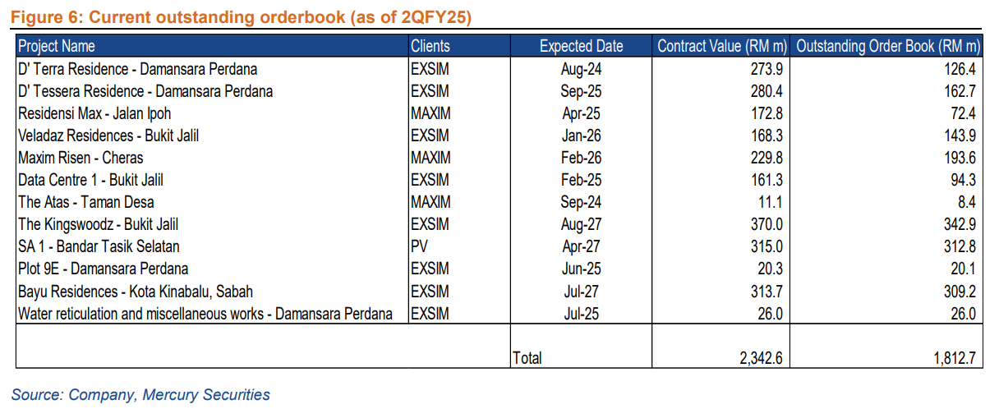 Figure 6: Current outstanding orderbook (as of 2QFY25)
Project Name Clients Expected Date Contract Value (RM m) Outstanding Order Book (RM m)
D' Terra Residence - Damansara Perdana EXSIM Aug-24 273.9 126.4
D' Tessera Residence - Damansara Perdana EXSIM Sep-25 280.4 162.7
Residensi Max - Jalan Ipoh MAXIM Apr-25 172.8 72.4
Veladaz Residences - Bukit Jalil EXSIM Jan-26 168.3 143.9
Maxim Risen - Cheras MAXIM Feb-26 229.8 193.6
Data Centre 1 - Bukit Jalil EXSIM Feb-25 161.3 94.3
The Atas - Taman Desa MAXIM Sep-24 11.1 8.4
The Kingswoodz - Bukit Jalil EXSIM Aug-27 370.0 342.9
SA 1 - Bandar Tasik Selatan PV Apr-27 315.0 312.8
Plot 9E - Damansara Perdana EXSIM Jun-25 20.3 20.1
Bayu Residences - Kota Kinabalu, Sabah EXSIM Jul-27 313.7 309.2
Water reticulation and miscellaneous works - Damansara Perdana EXSIM Jul-25 26.0 26.0
Total 2,342.6 1,812.7
Source: Company, Mercury Securities